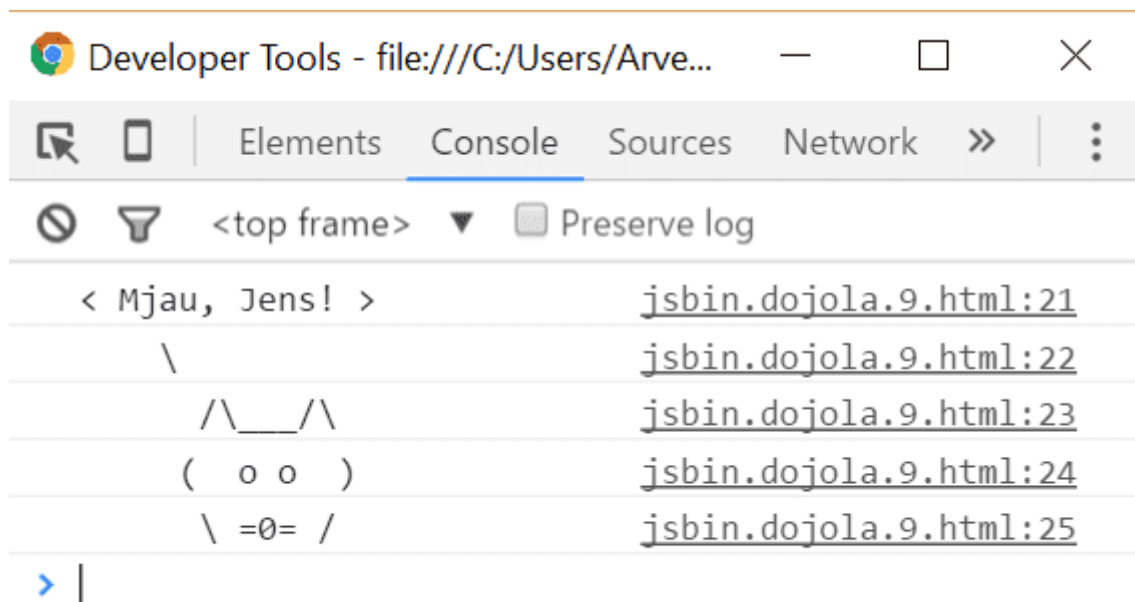 Developer Tools - file:///C:/Users/Arve...
Elements Console Sources Network »
<top frame> ▼ Preserve log
< Mjau, Jens! > jsbin.dojola.9.html:21
\ jsbin.dojola.9.html:22
/\___/\ jsbin.dojola.9.html:23
(  o o  ) jsbin.dojola.9.html:24
\ =0= / jsbin.dojola.9.html:25
>